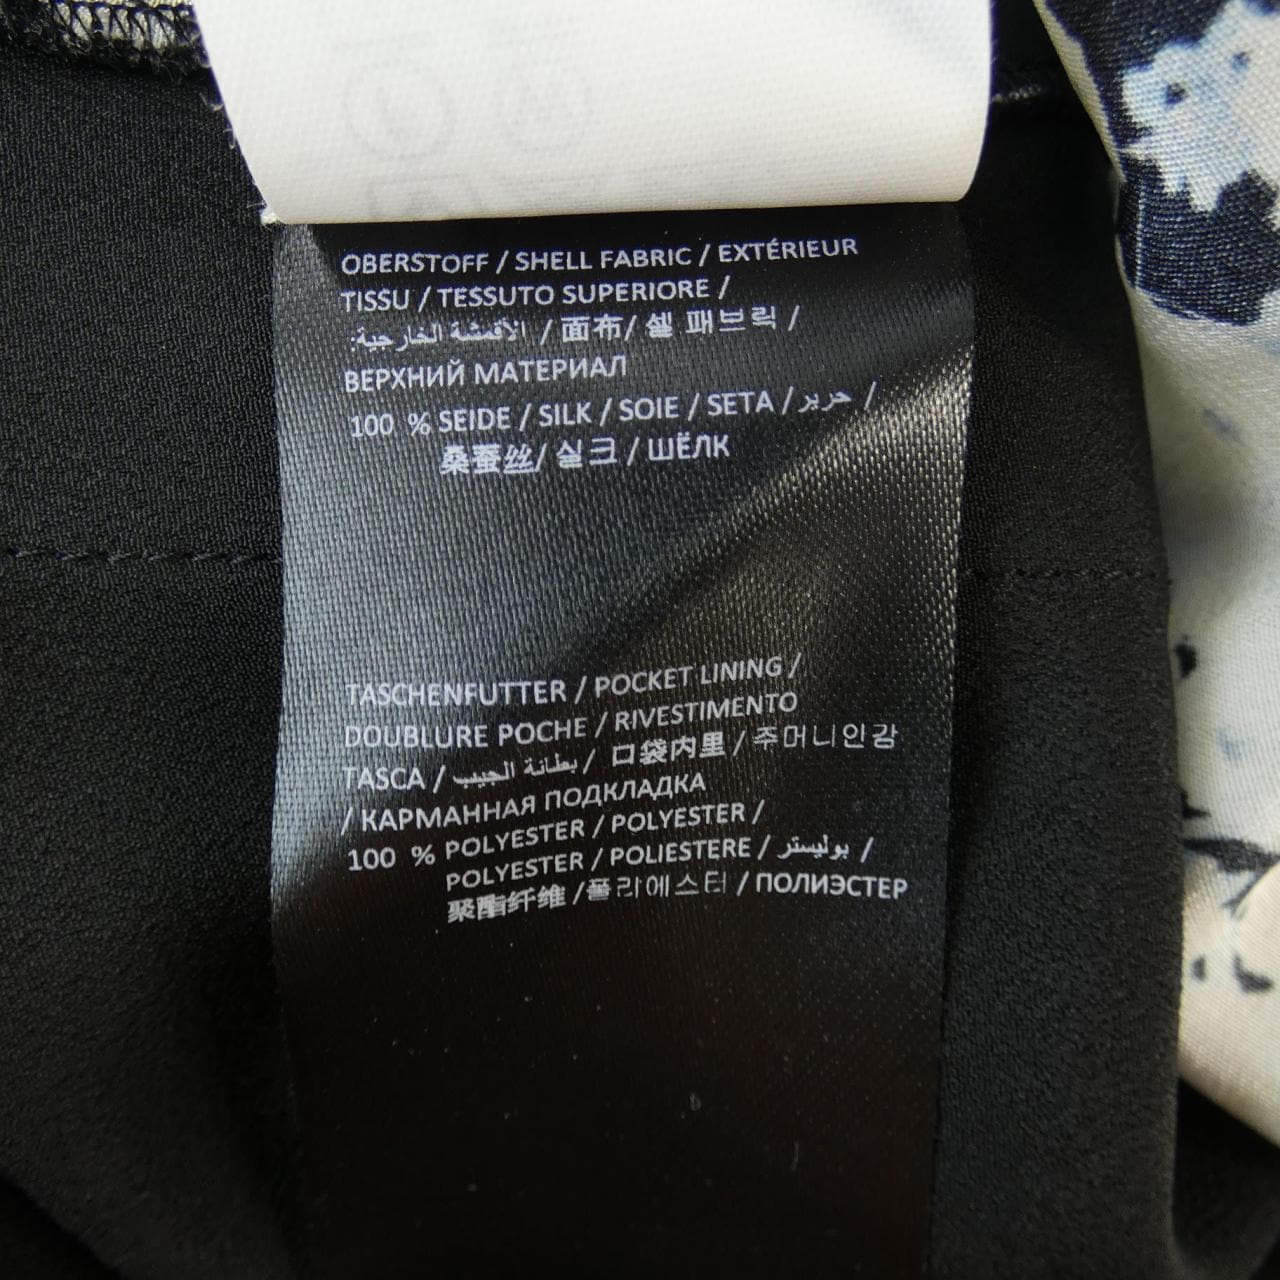 OBERSTOFF / SHELL FABRIC / EXTÉRIEUR
TISSU / TESSUTO SUPERIORE /
الأقمشة الخارجية: / 面布/ 쉘 패브릭 /
ВЕРХНИЙ МАТЕРИАЛ
100 % SEIDE / SILK / SOIE / SETA / حرير /
桑蚕丝/ 실크 / ШЁЛК
TASCHENFUTTER / POCKET LINING /
DOUBLURE POCHE / RIVESTIMENTO
TASCA / بطانة الجيب / 口袋内里 / 주머니안감
/ КАРМАННАЯ ПОДКЛАДКА
100 % POLYESTER / POLYESTER /
POLYESTER / POLIESTERE / بوليستر /
聚酯纤维 /폴리에스터 / ПОЛИЭСТЕР